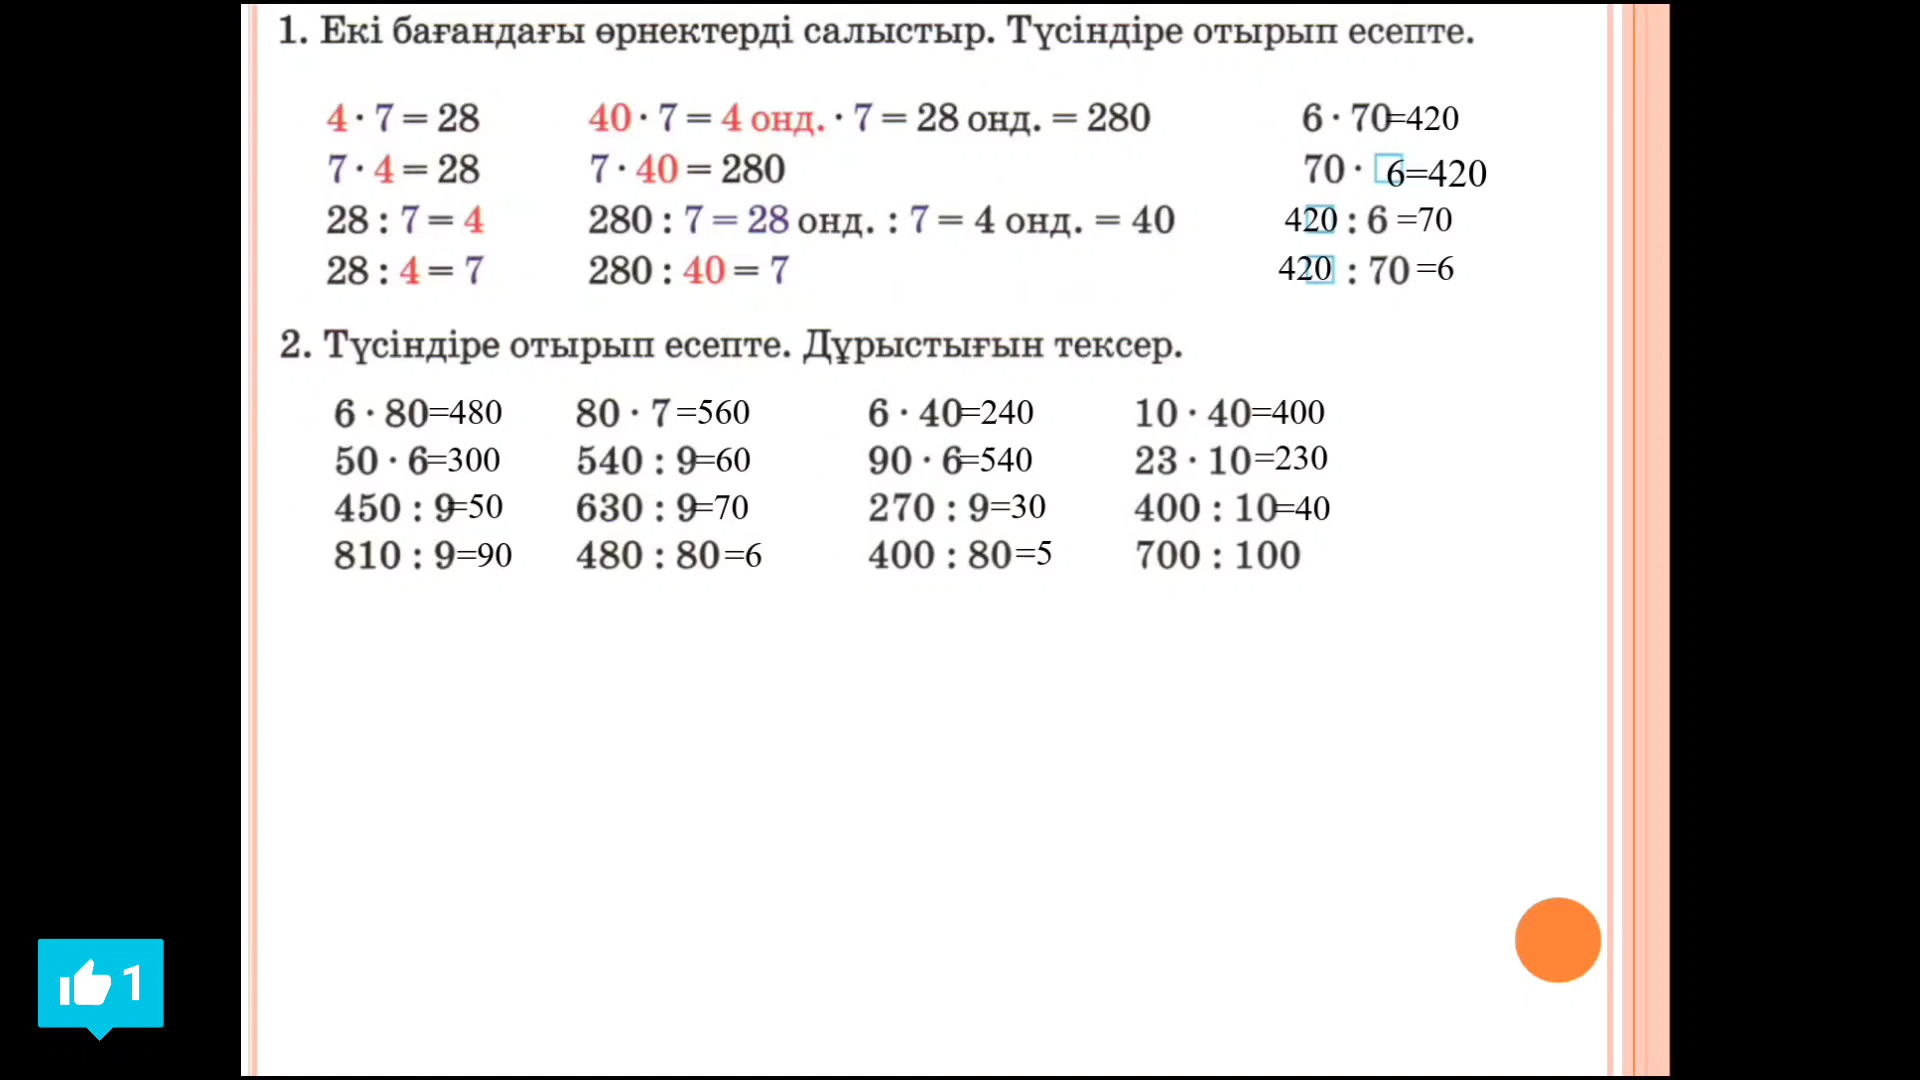 1. Екі бағандағы өрнектерді салыстыр. Түсіндіре отырып есепте.
4 · 7 = 28 40 · 7 = 4 онд. · 7 = 28 онд. = 280 6 · 70=420
7 · 4 = 28 7 · 40 = 280 70 · 6=420
28 : 7 = 4 280 : 7 = 28 онд. : 7 = 4 онд. = 40 420 : 6 =70
28 : 4 = 7 280 : 40 = 7 420 : 70 =6
2. Түсіндіре отырып есепте. Дұрыстығын тексер.
6 · 80=480 80 · 7 =560 6 · 40=240 10 · 40=400
50 · 6=300 540 : 9=60 90 · 6=540 23 · 10=230
450 : 9=50 630 : 9=70 270 : 9=30 400 : 10=40
810 : 9=90 480 : 80=6 400 : 80=5 700 : 100
1